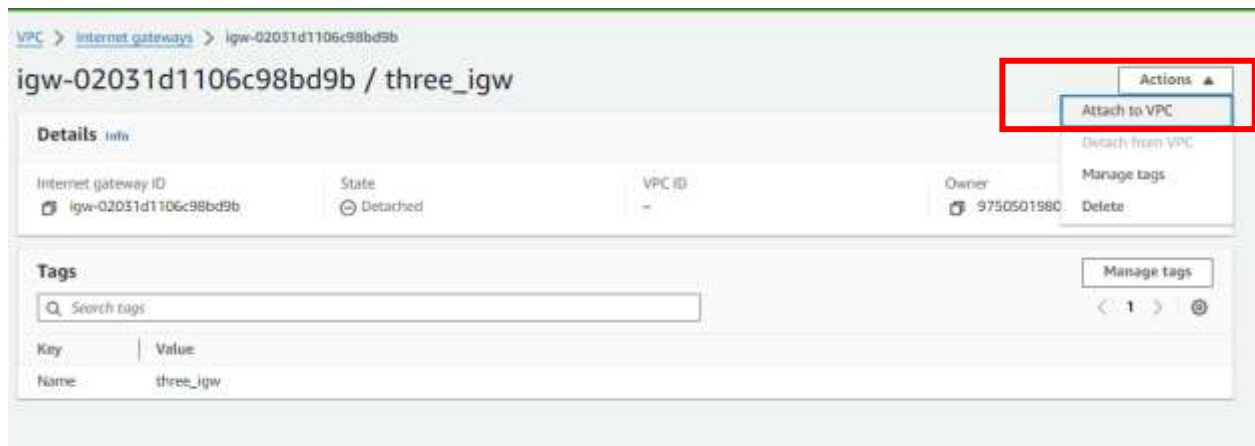 VPC > Internet gateways > igw-02031d1106c98bd9b
igw-02031d1106c98bd9b / three_igw
Actions
Attach to VPC
Detach from VPC
Manage tags
Delete
Details Info
Internet gateway ID
igw-02031d1106c98bd9b
State
Detached
VPC ID
–
Owner
9750501980
Tags
Manage tags
Search tags
< 1 >
Key Value
Name three_igw